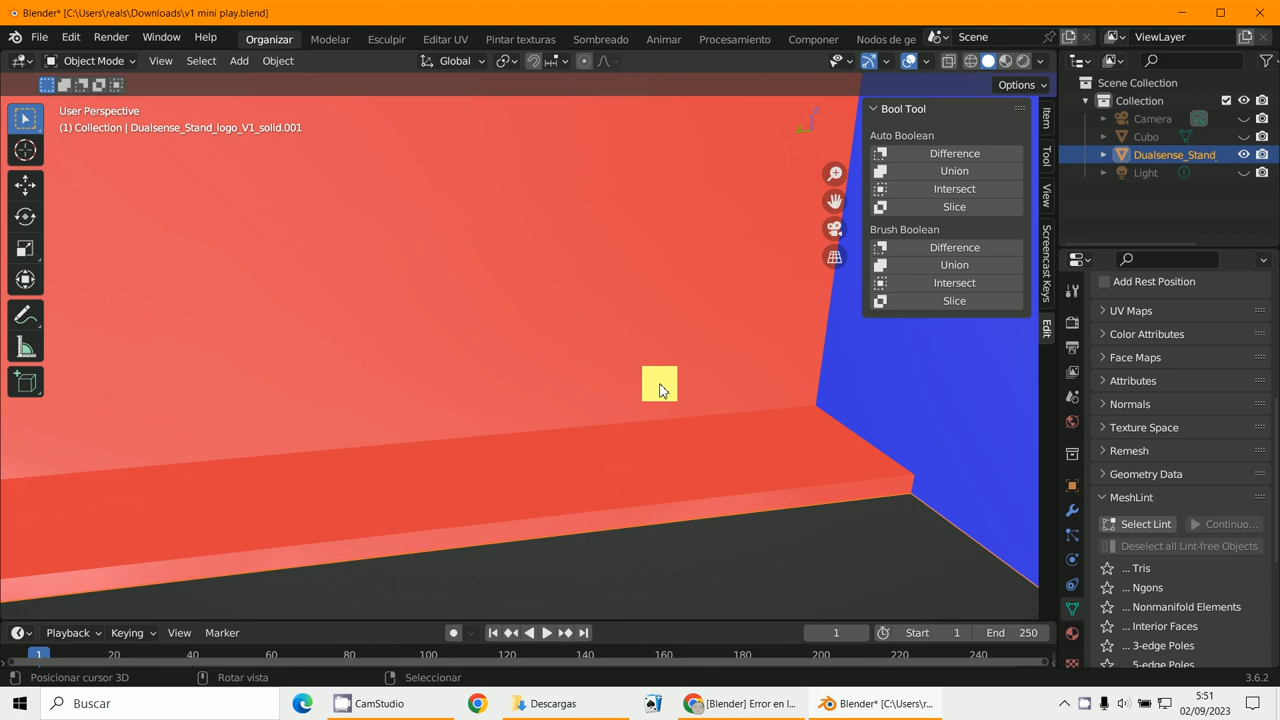 Blender* [C:\Users\reals\Downloads\v1 mini play.blend]
File Edit Render Window Help
Organizar Modelar Esculpir Editar UV Pintar texturas Sombreado Animar Procesamiento Componer Nodos de ge
Scene
ViewLayer
Object Mode View Select Add Object
Global
Options
User Perspective
(1) Collection | Dualsense_Stand_logo_V1_solid.001
Bool Tool
Auto Boolean
Difference
Union
Intersect
Slice
Brush Boolean
Difference
Union
Intersect
Slice
Item
Tool
View
Screencast Keys
Edit
Scene Collection
Collection
Camera
Cubo
Dualsense_Stand_
Light
Add Rest Position
UV Maps
Color Attributes
Face Maps
Attributes
Normals
Texture Space
Remesh
Geometry Data
MeshLint
Select Lint
Continuo...
Deselect all Lint-free Objects
... Tris
... Ngons
... Nonmanifold Elements
... Interior Faces
... 3-edge Poles
... 5-edge Poles
Playback Keying View Marker
1
Start 1
End 250
1 20 40 60 80 100 120 140 160 180 200 220 240
Posicionar cursor 3D
Rotar vista
Seleccionar
3.6.2
Buscar
CamStudio
Descargas
[Blender] Error en l...
Blender* [C:\Users\r...
5:51
02/09/2023